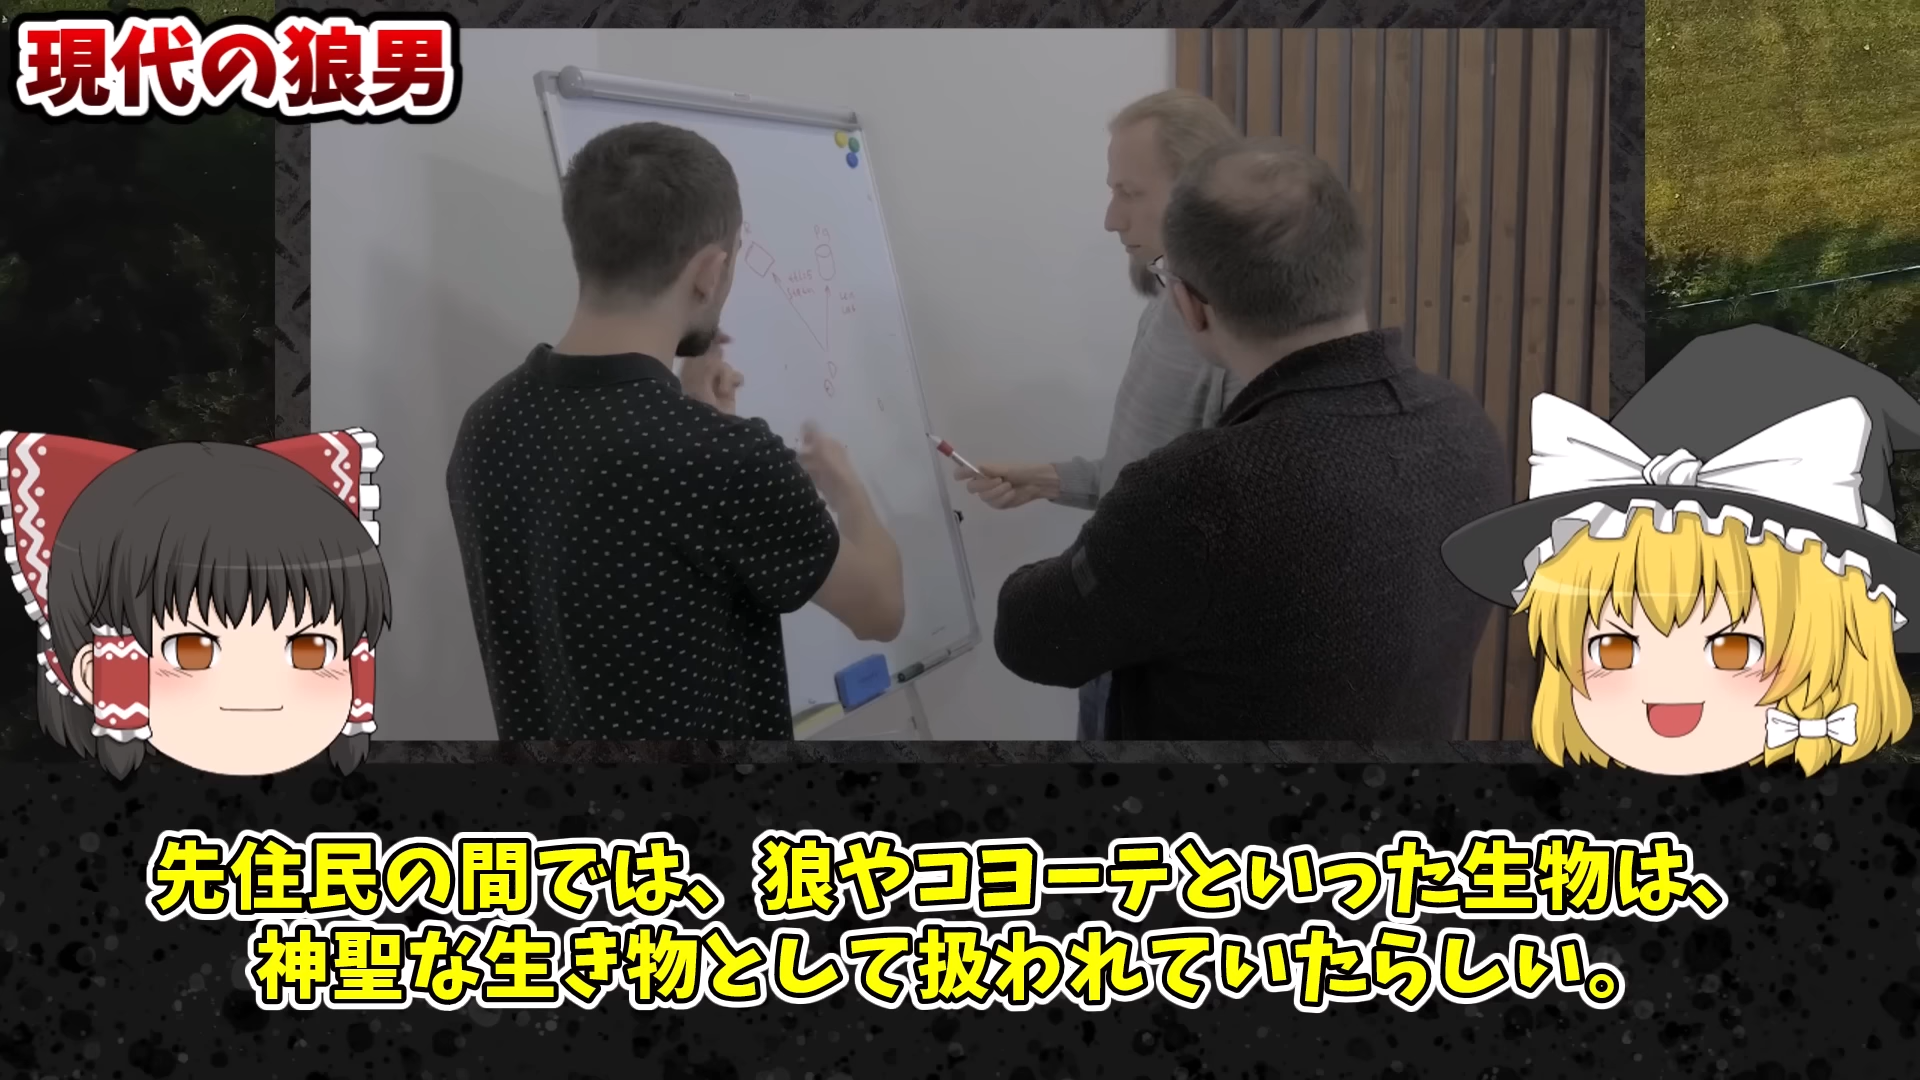 現代の狼男
先住民の間では、狼やコヨーテといった生物は、
神聖な生き物として扱われていたらしい。